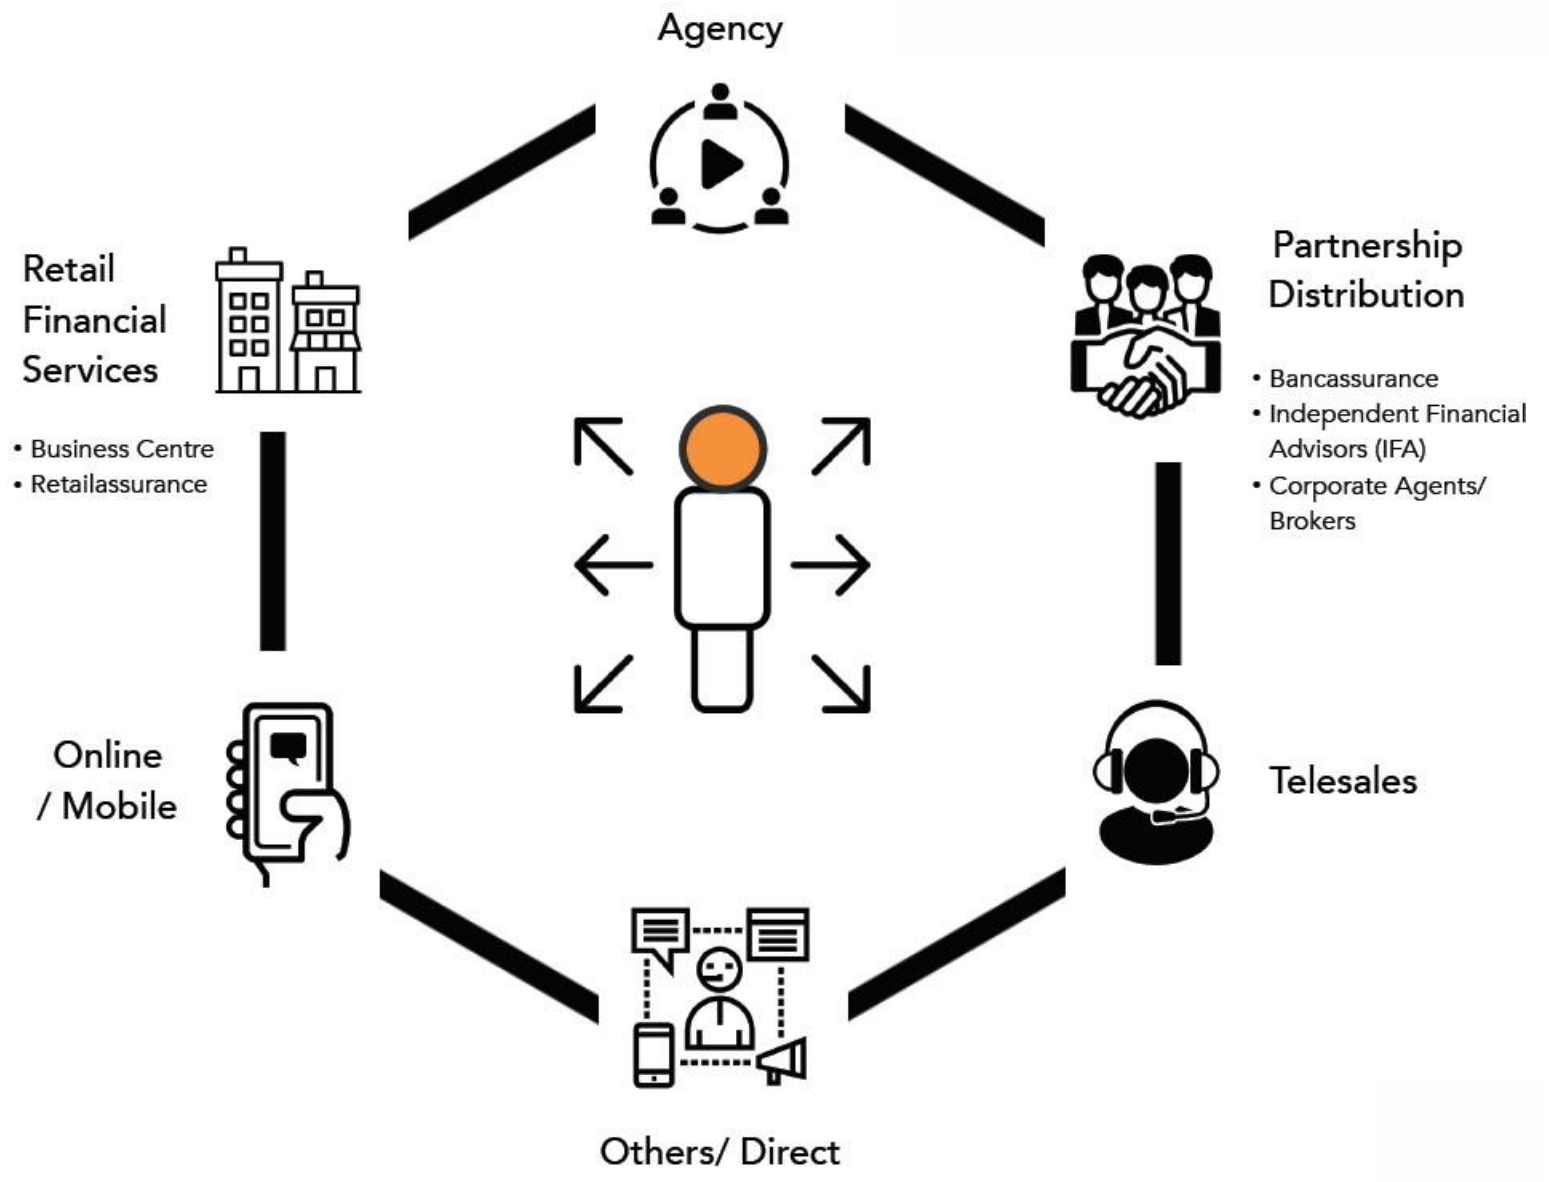 Agency
Partnership
Distribution
• Bancassurance
• Independent Financial
Advisors (IFA)
• Corporate Agents/
Brokers
Telesales
Others/ Direct
Online
/ Mobile
Retail
Financial
Services
• Business Centre
• Retailassurance